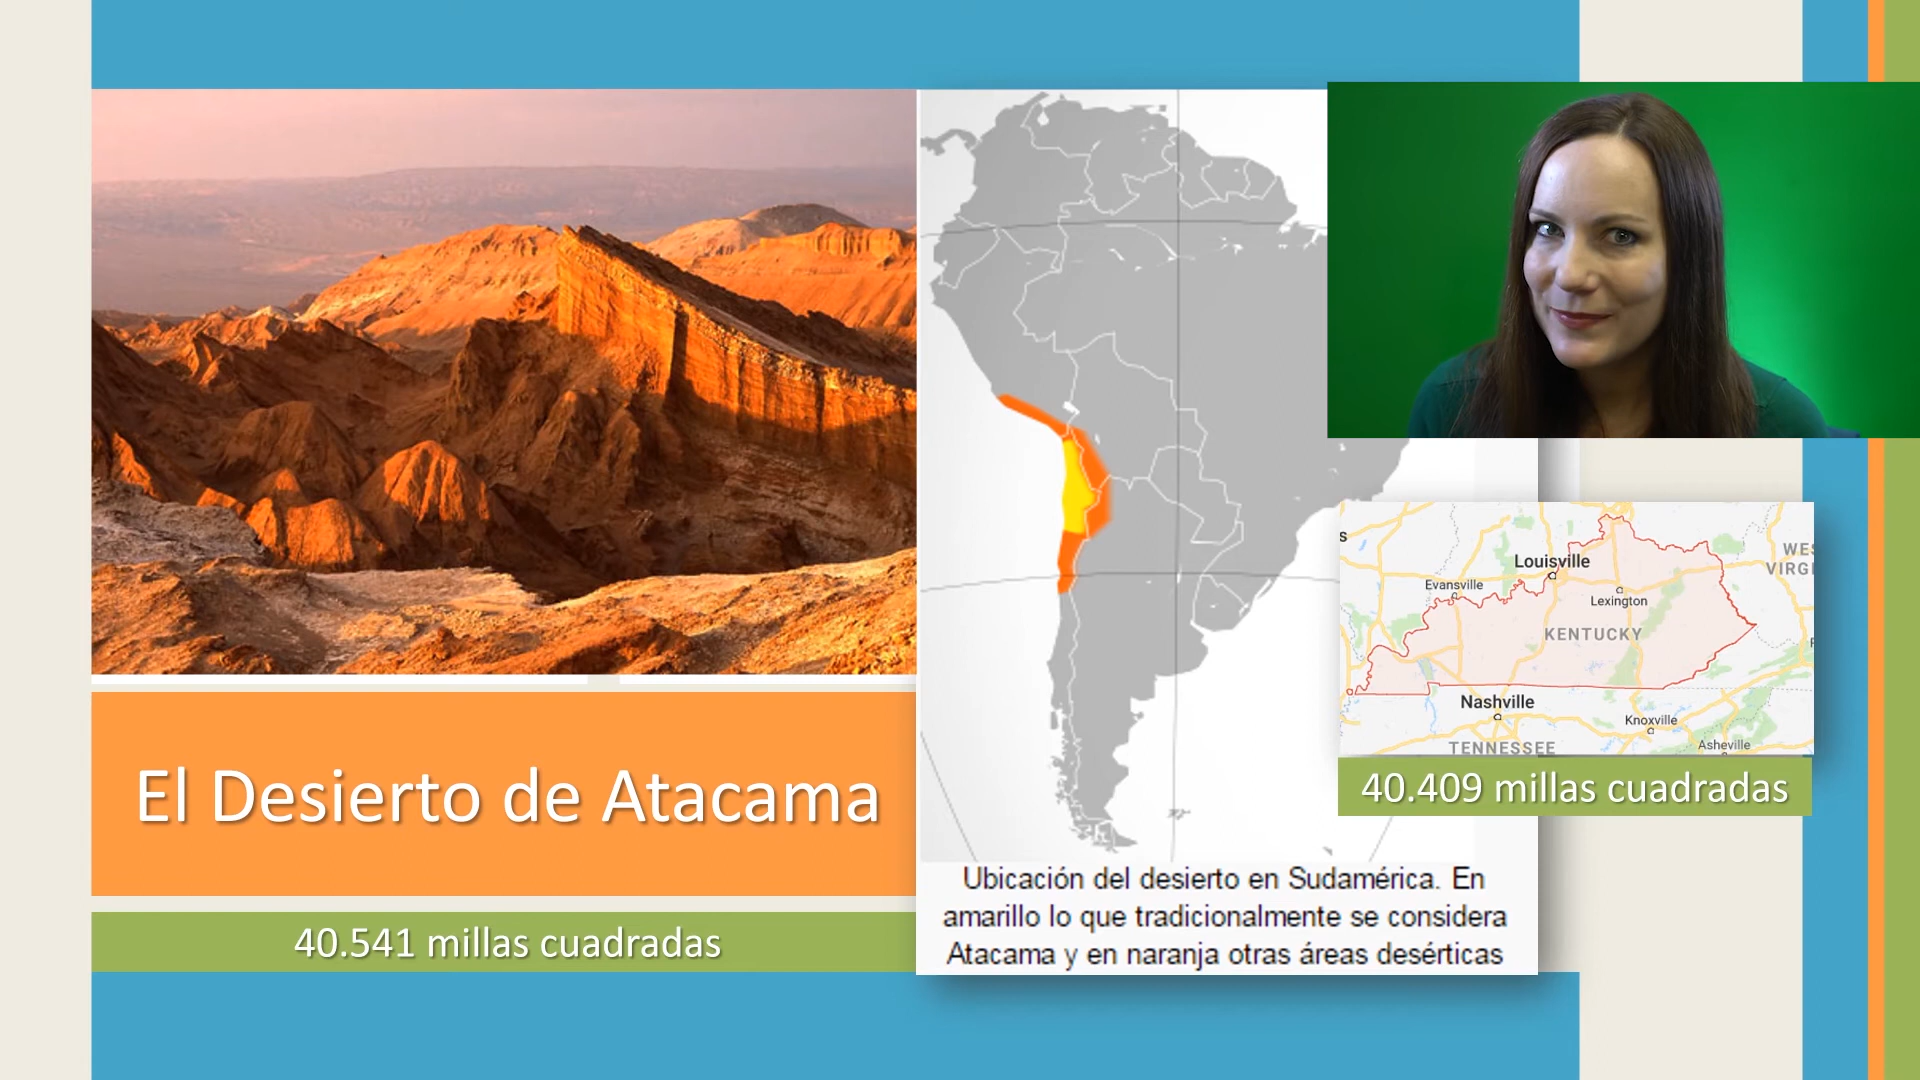 El Desierto de Atacama
40.541 millas cuadradas
Ubicación del desierto en Sudamérica. En
amarillo lo que tradicionalmente se considera
Atacama y en naranja otras áreas desérticas
s
WES
VIRGI
Louisville
Evansville
Lexington
KENTUCKY
Nashville
Knoxville
TENNESSEE
Asheville
40.409 millas cuadradas